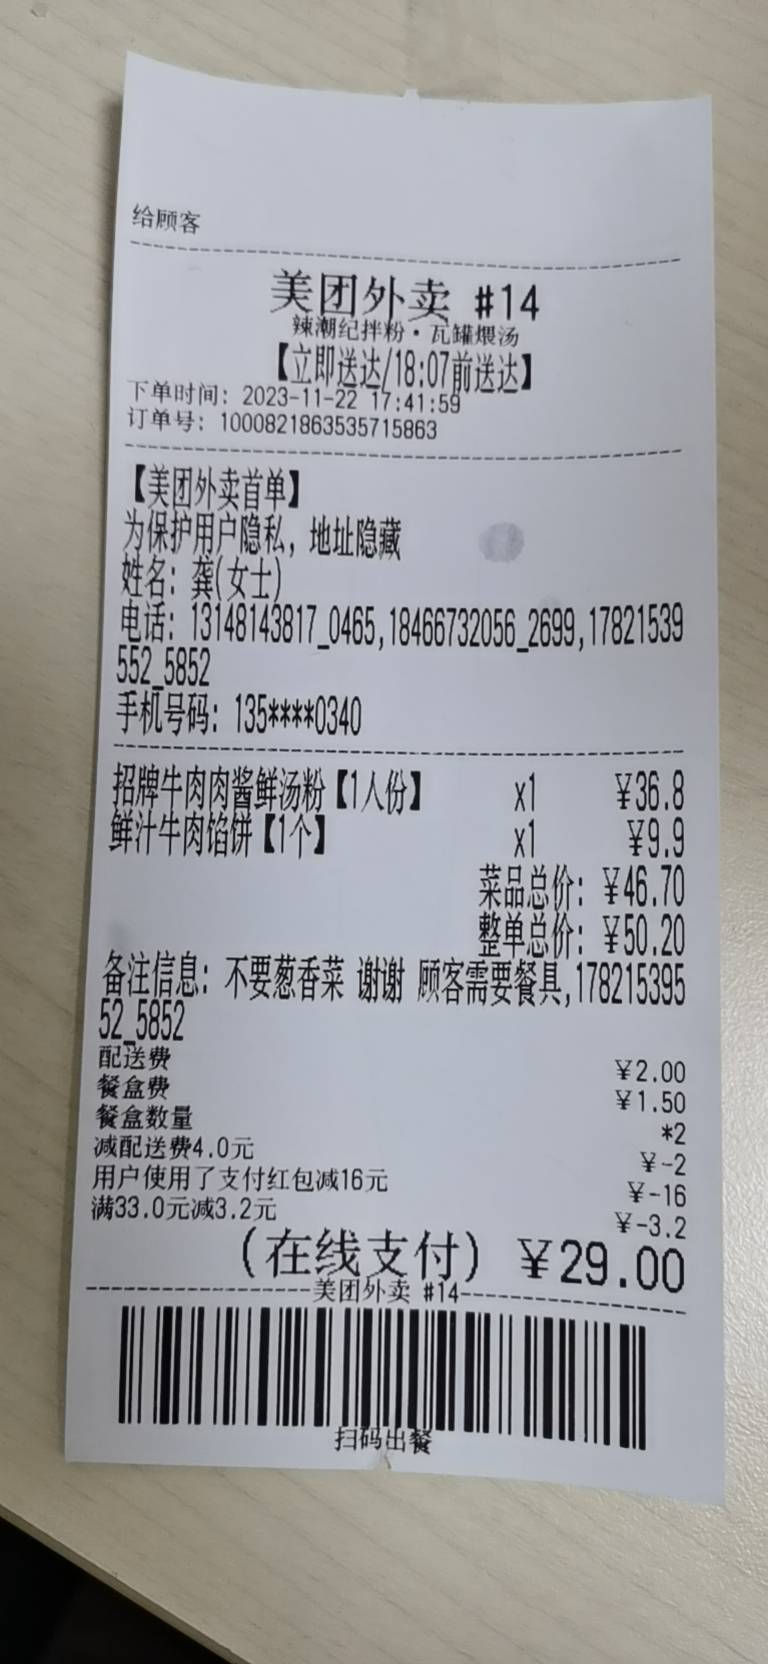 给顾客
美团外卖 #14
辣潮纪拌粉·瓦罐煨汤
【立即送达/18:07前送达】
下单时间: 2023-11-22 17:41:59
订单号: 1000821863535715863
【美团外卖首单】
为保护用户隐私, 地址隐藏
姓名: 龚(女士)
电话: 13148143817_0465,18466732056_2699,17821539
552_5852
手机号码: 135****0340
招牌牛肉肉酱鲜汤粉【1人份】 x1 ¥36.8
鲜汁牛肉馅饼【1个】 x1 ¥9.9
菜品总价: ¥46.70
整单总价: ¥50.20
备注信息: 不要葱香菜 谢谢 顾客需要餐具,178215395
52_5852
配送费 ¥2.00
餐盒费 ¥1.50
餐盒数量 *2
减配送费4.0元 ¥-2
用户使用了支付红包减16元 ¥-16
满33.0元减3.2元 ¥-3.2
(在线支付) ¥29.00
美团外卖 #14
扫码出餐